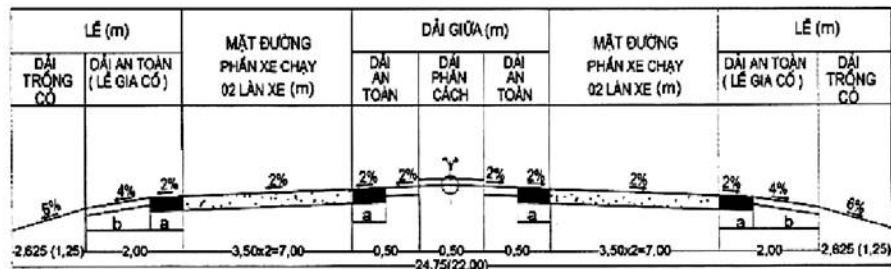 LỀ (m)
DẢI GIỮA (m)
LỀ (m)
DẢI
TRỒNG
CỎ
DẢI AN TOÀN
( LỀ GIA CỐ )
MẶT ĐƯỜNG
PHẦN XE CHẠY
02 LÀN XE (m)
DẢI
AN
TOÀN
DẢI
PHÂN
CÁCH
DẢI
AN
TOÀN
MẶT ĐƯỜNG
PHẦN XE CHẠY
02 LÀN XE (m)
DẢI AN TOÀN
( LỀ GIA CỐ )
DẢI
TRỒNG
CỎ
5% 4% 2% 2% 2% 2% "Y" 2% 2% 2% 2% 4% 6%
b a a a a b
2,625 (1,25) 2,00 3,50x2=7,00 0,50 0,50 0,50 3,50x2=7,00 2,00 2,625 (1,25)
24,75(22,00)